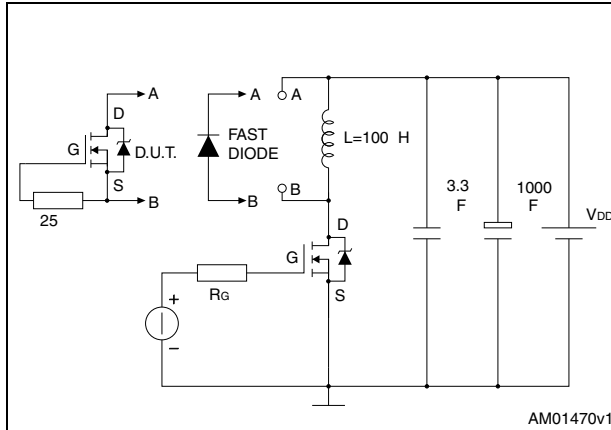 A
A
A
D
G
D.U.T.
FAST
DIODE
L=100 H
S
B
B
B
25
3.3
F
1000
F
VDD
D
G
S
RG
+
−
AM01470v1